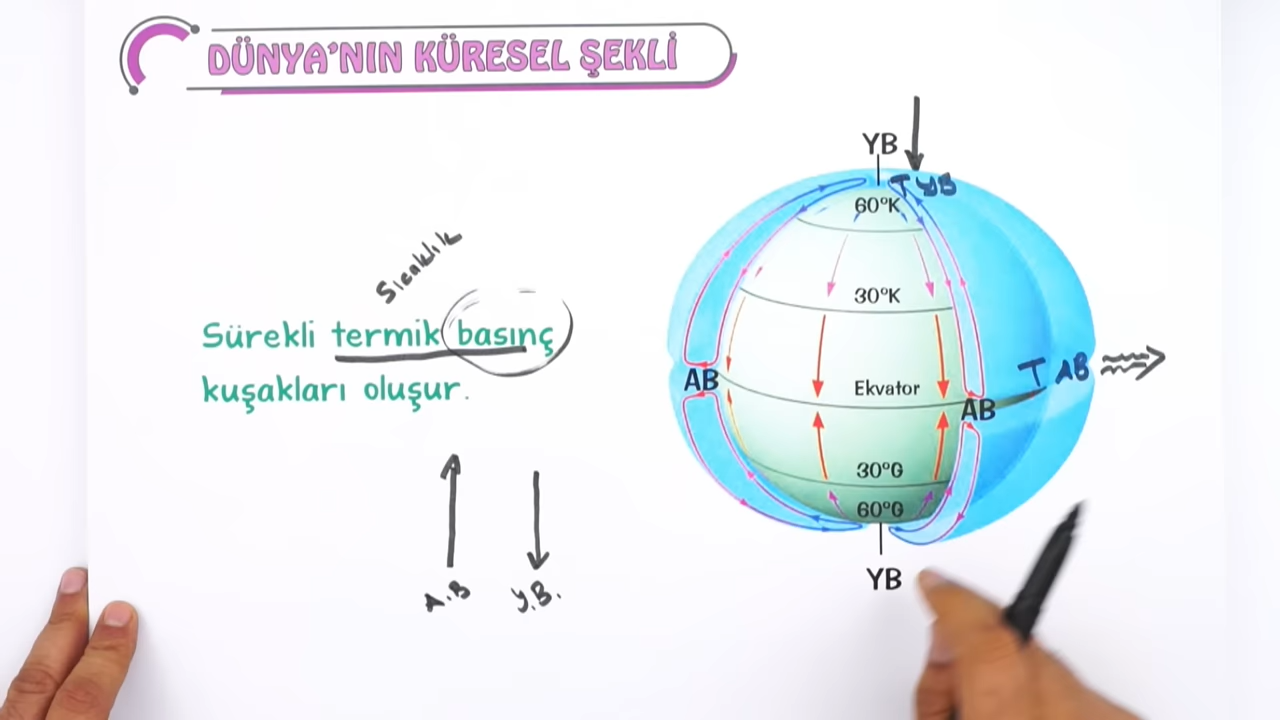 DÜNYA'NIN KÜRESEL ŞEKLİ
Sıcaklık
Sürekli termik basınç
kuşakları oluşur.
A.B
Y.B.
YB
T YB
60°K
30°K
Ekvator
AB
AB
T AB
30°G
60°G
YB